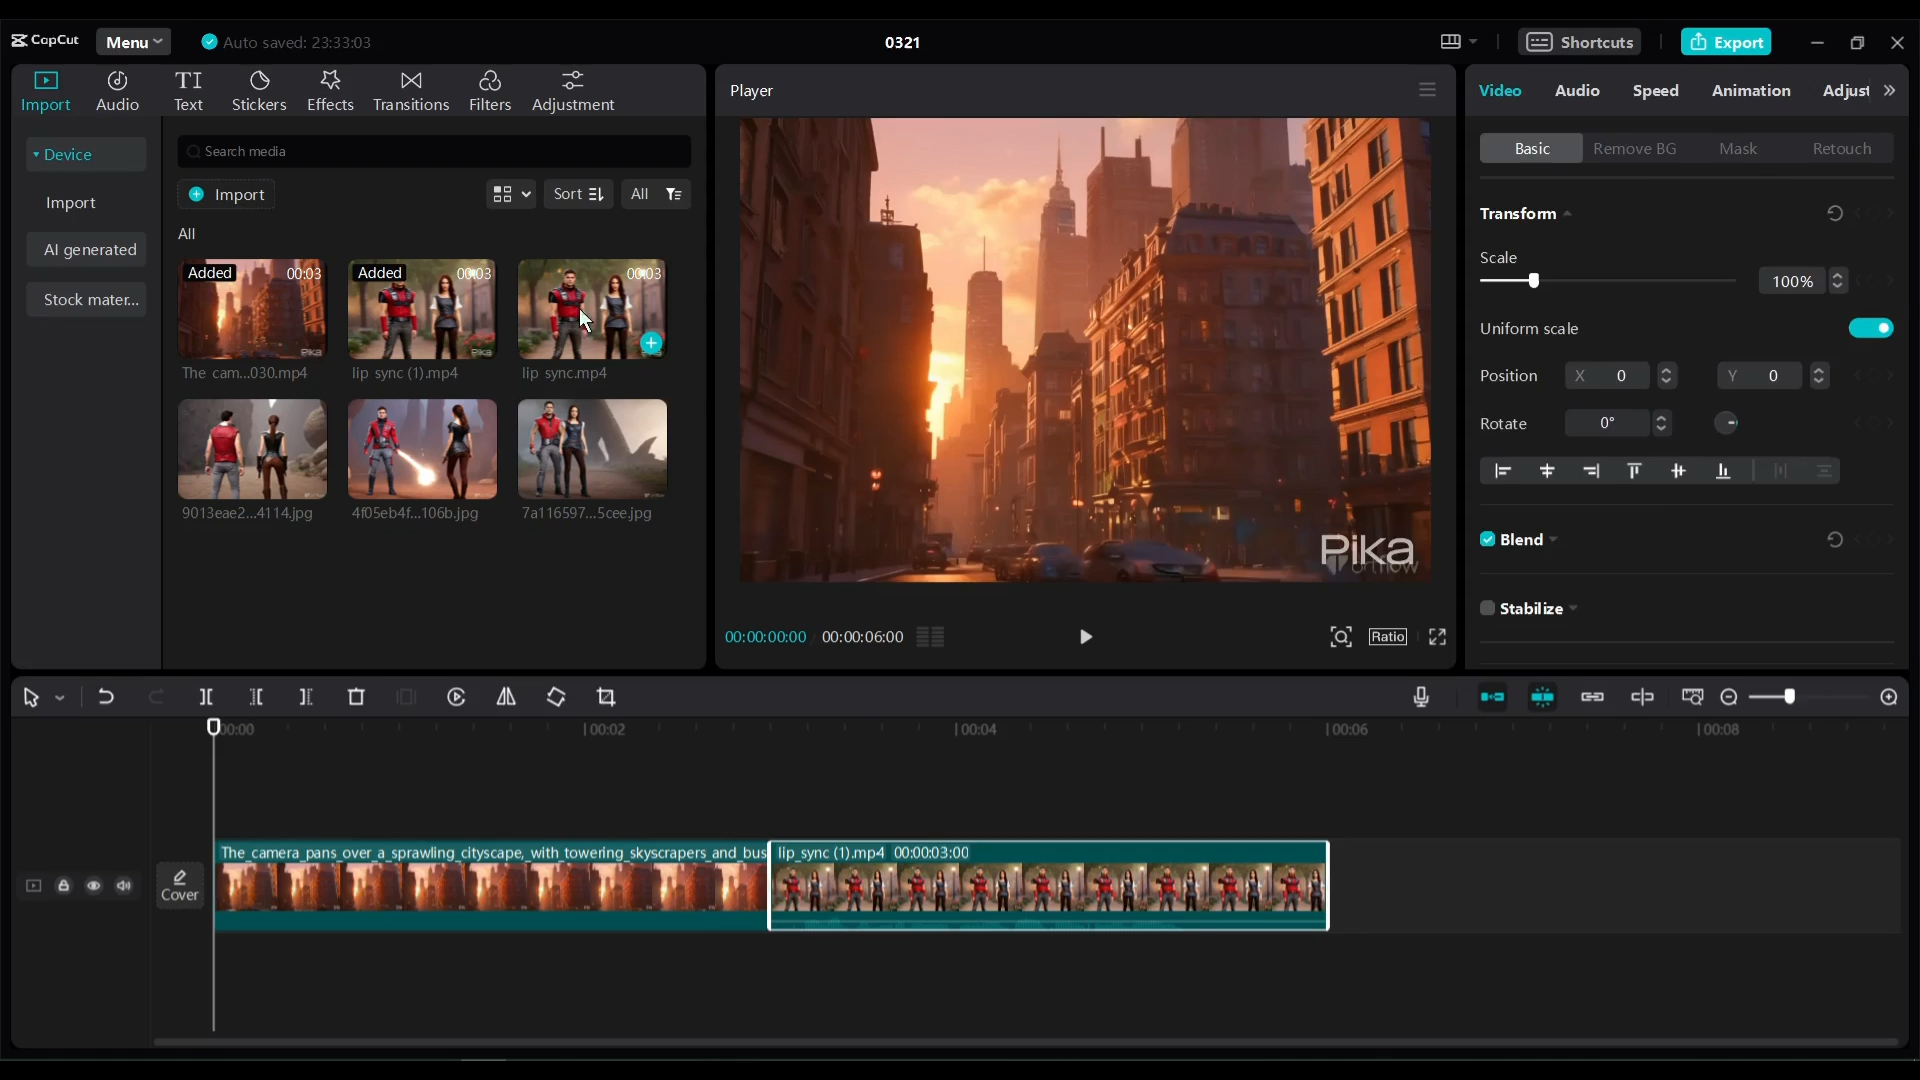 CapCut Menu Auto saved: 23:33:03 0321 Shortcuts Export
Import Audio Text Stickers Effects Transitions Filters Adjustment
Device
Import
AI generated
Stock mater...
Search media
Import Sort All
All
Added 00:03 Added 00:03 00:03
Pika Pika
The cam...030.mp4 lip sync (1).mp4 lip sync.mp4
9013eae2...4114.jpg 4f05eb4f...106b.jpg 7a116597...5cee.jpg
Player
Pika
00:00:00:00 00:00:06:00 Ratio
Video Audio Speed Animation Adjust
Basic Remove BG Mask Retouch
Transform
Scale
100%
Uniform scale
Position X 0 Y 0
Rotate 0°
Blend
Stabilize
00:00 00:02 00:04 00:06 00:08
The_camera_pans_over_a_sprawling_cityscape,_with_towering_skyscrapers_and_bus lip_sync (1).mp4 00:00:03:00
Cover